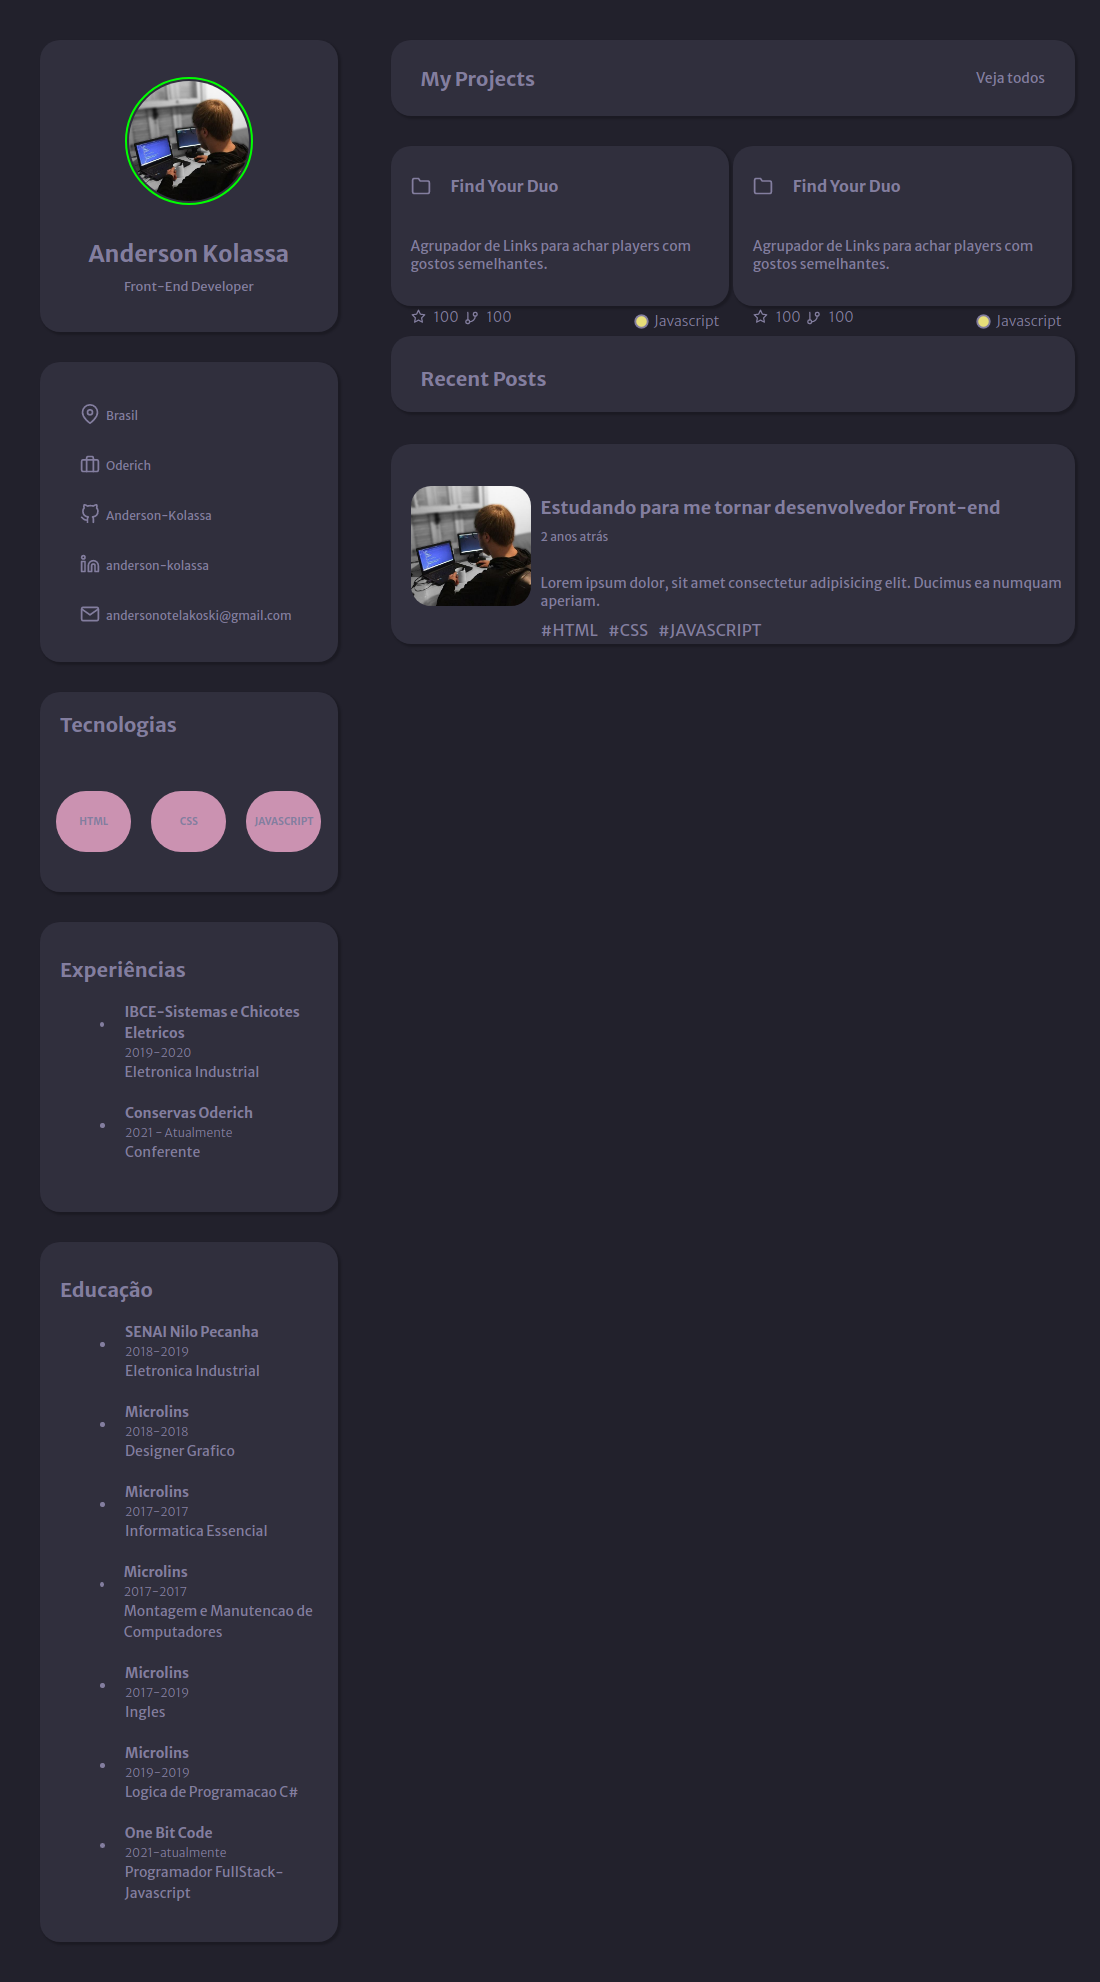 Anderson Kolassa
Front-End Developer
Brasil
Oderich
Anderson-Kolassa
anderson-kolassa
andersonotelakoski@gmail.com
Tecnologias
HTML
CSS
JAVASCRIPT
Experiências
IBCE-Sistemas e Chicotes
Eletricos
2019-2020
Eletronica Industrial
Conservas Oderich
2021 - Atualmente
Conferente
Educação
SENAI Nilo Pecanha
2018-2019
Eletronica Industrial
Microlins
2018-2018
Designer Grafico
Microlins
2017-2017
Informatica Essencial
Microlins
2017-2017
Montagem e Manutencao de
Computadores
Microlins
2017-2019
Ingles
Microlins
2019-2019
Logica de Programacao C#
One Bit Code
2021-atualmente
Programador FullStack-
Javascript
My Projects
Veja todos
Find Your Duo
Agrupador de Links para achar players com
gostos semelhantes.
100 100 Javascript
Find Your Duo
Agrupador de Links para achar players com
gostos semelhantes.
100 100 Javascript
Recent Posts
Estudando para me tornar desenvolvedor Front-end
2 anos atrás
Lorem ipsum dolor, sit amet consectetur adipisicing elit. Ducimus ea numquam
aperiam.
#HTML #CSS #JAVASCRIPT